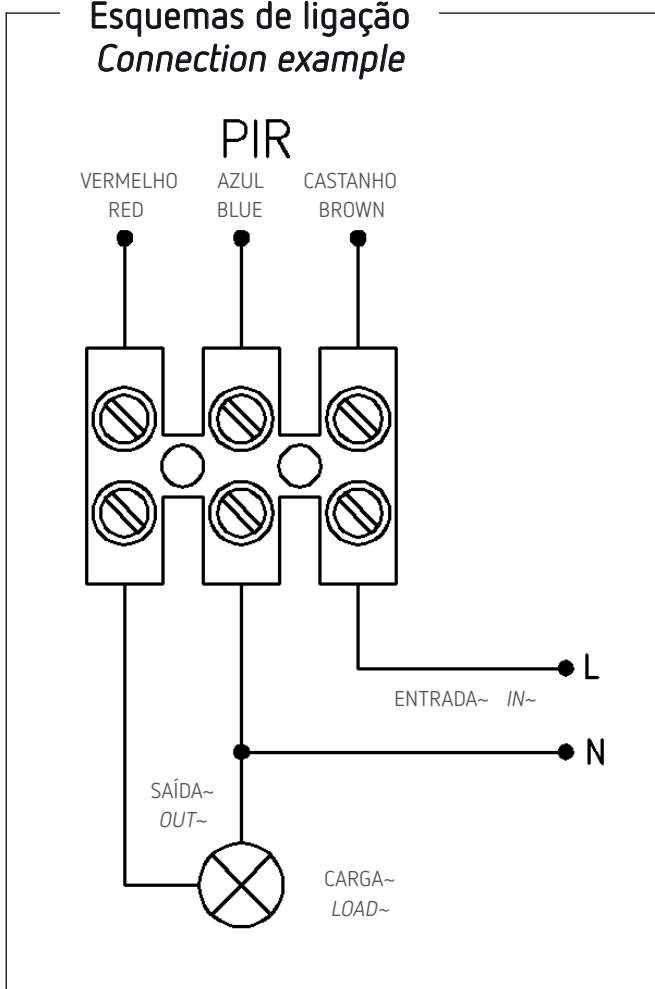 Esquemas de ligação
Connection example
PIR
VERMELHO AZUL CASTANHO
RED BLUE BROWN
L
ENTRADA~ IN~
N
SAÍDA~
OUT~
CARGA~
LOAD~